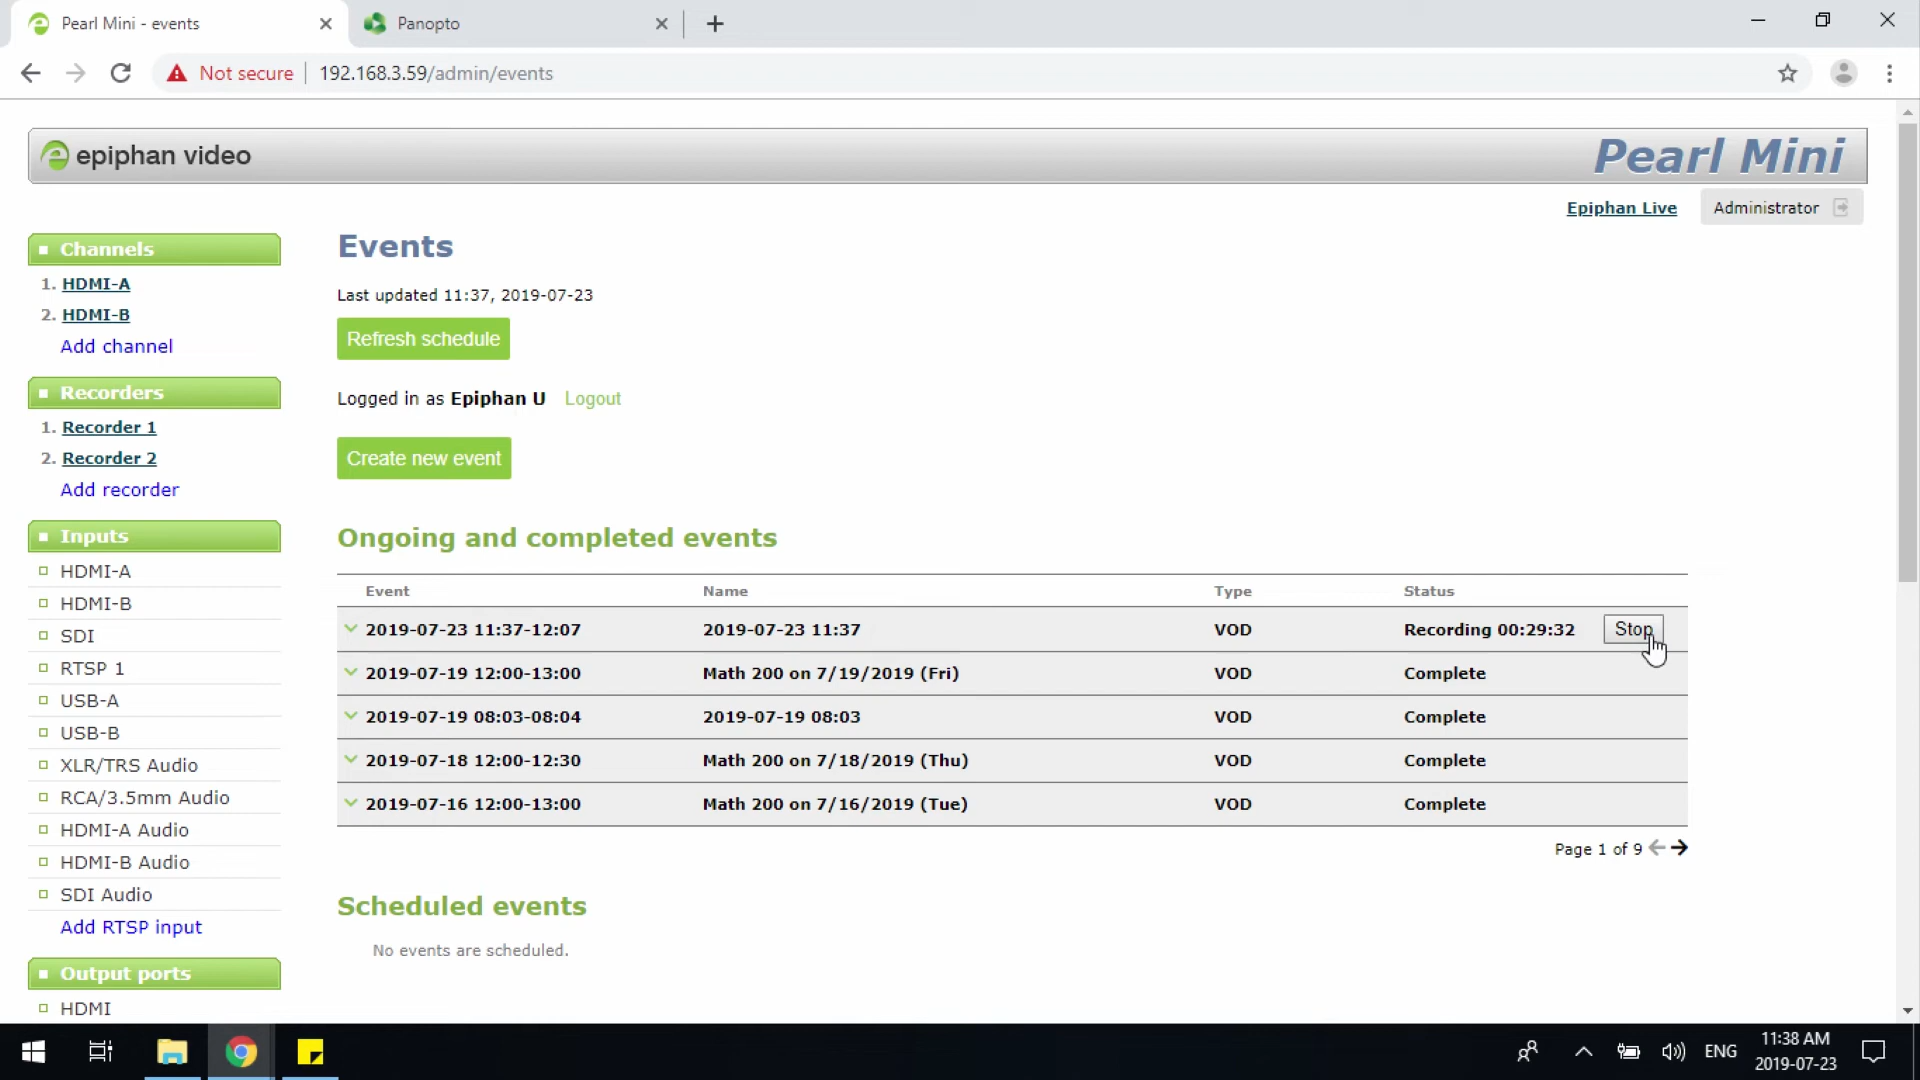 Pearl Mini - events
Panopto
Not secure 192.168.3.59/admin/events
epiphan video
Pearl Mini
Epiphan Live
Administrator
Channels
1. HDMI-A
2. HDMI-B
Add channel
Recorders
1. Recorder 1
2. Recorder 2
Add recorder
Inputs
HDMI-A
HDMI-B
SDI
RTSP 1
USB-A
USB-B
XLR/TRS Audio
RCA/3.5mm Audio
HDMI-A Audio
HDMI-B Audio
SDI Audio
Add RTSP input
Output ports
HDMI
Events
Last updated 11:37, 2019-07-23
Refresh schedule
Logged in as Epiphan U Logout
Create new event
Ongoing and completed events
Event Name Type Status
2019-07-23 11:37-12:07 2019-07-23 11:37 VOD Recording 00:29:32 Stop
2019-07-19 12:00-13:00 Math 200 on 7/19/2019 (Fri) VOD Complete
2019-07-19 08:03-08:04 2019-07-19 08:03 VOD Complete
2019-07-18 12:00-12:30 Math 200 on 7/18/2019 (Thu) VOD Complete
2019-07-16 12:00-13:00 Math 200 on 7/16/2019 (Tue) VOD Complete
Page 1 of 9
Scheduled events
No events are scheduled.
ENG
11:38 AM
2019-07-23